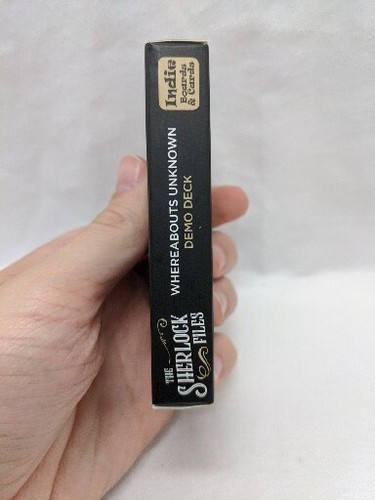 THE
SHERLOCK
FILES
WHEREABOUTS UNKNOWN
DEMO DECK
Indie
Boards
& Cards